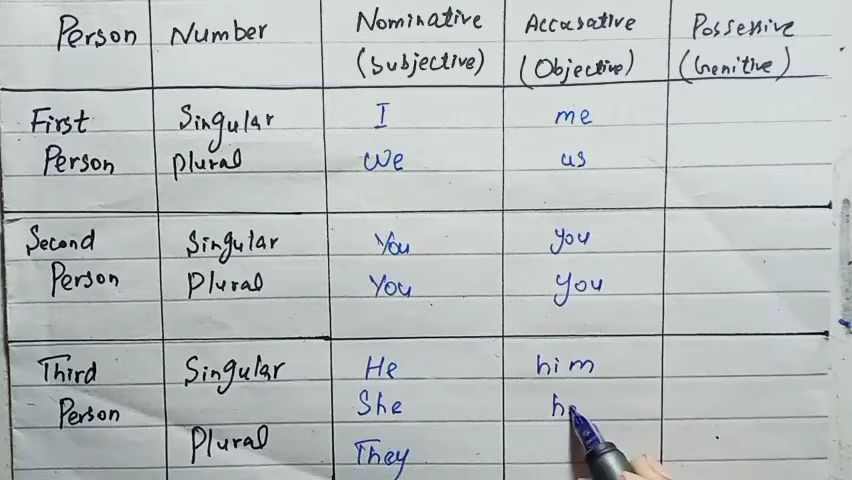 Person Number Nominative Accusative Possessive
(Subjective) (Objective) (Genitive)
First Singular I me
Person Plural We us
Second Singular You you
Person Plural You you
Third Singular He him
Person She he
Plural They